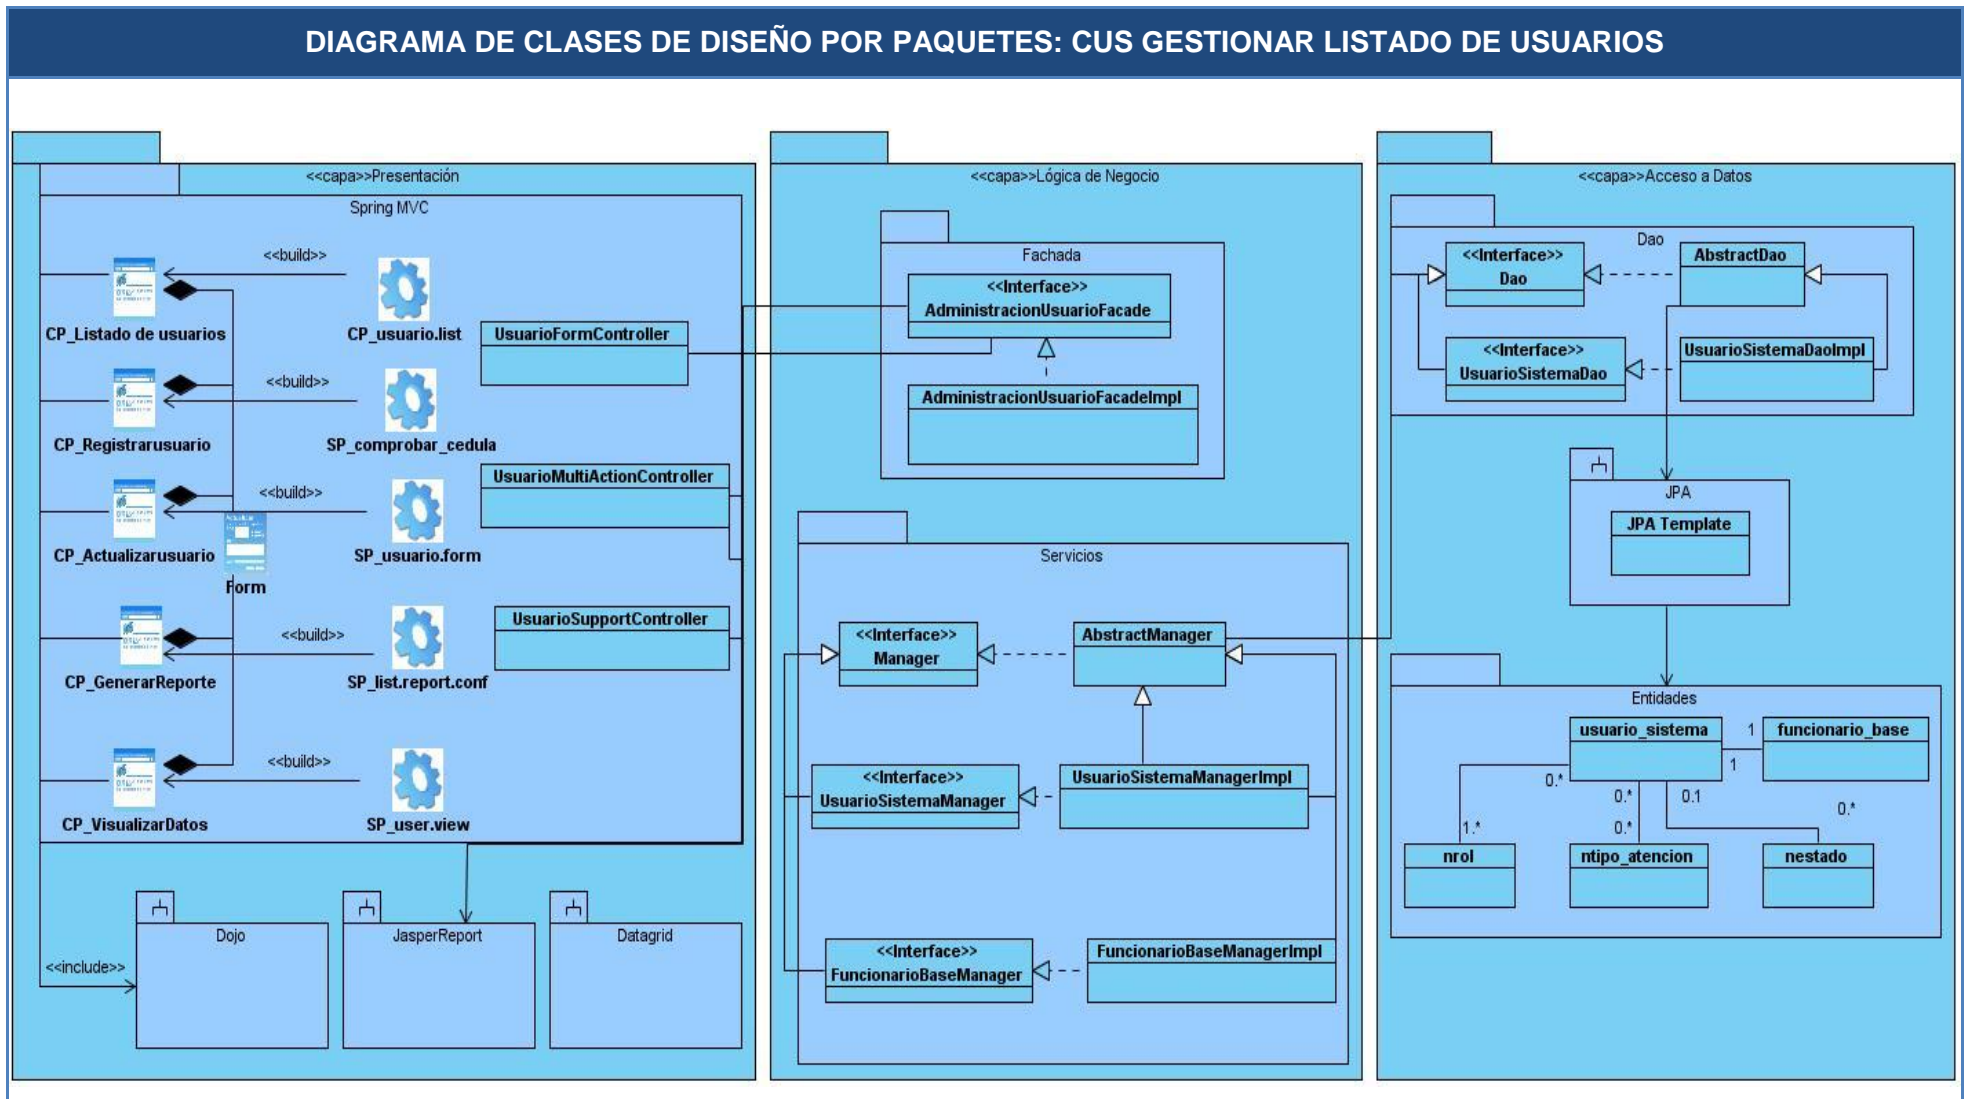 DIAGRAMA DE CLASES DE DISEÑO POR PAQUETES: CUS GESTIONAR LISTADO DE USUARIOS
<<capa>>Presentación
Spring MVC
<<build>>
CP_Listado de usuarios
CP_usuario.list
UsuarioFormController
<<build>>
CP_Registrarusuario
SP_comprobar_cedula
UsuarioMultiActionController
<<build>>
CP_Actualizarusuario
SP_usuario.form
Form
UsuarioSupportController
<<build>>
CP_GenerarReporte
SP_list.report.conf
<<build>>
CP_VisualizarDatos
SP_user.view
<<include>>
Dojo
JasperReport
Datagrid
<<capa>>Lógica de Negocio
Fachada
<<Interface>>
AdministracionUsuarioFacade
AdministracionUsuarioFacadeImpl
Servicios
<<Interface>>
Manager
AbstractManager
<<Interface>>
UsuarioSistemaManager
UsuarioSistemaManagerImpl
<<Interface>>
FuncionarioBaseManager
FuncionarioBaseManagerImpl
<<capa>>Acceso a Datos
Dao
<<Interface>>
Dao
AbstractDao
<<Interface>>
UsuarioSistemaDao
UsuarioSistemaDaoImpl
JPA
JPA Template
Entidades
usuario_sistema
1
funcionario_base
1
0.*
0.*
0.1
0.*
1.*
0.*
nrol
ntipo_atencion
nestado